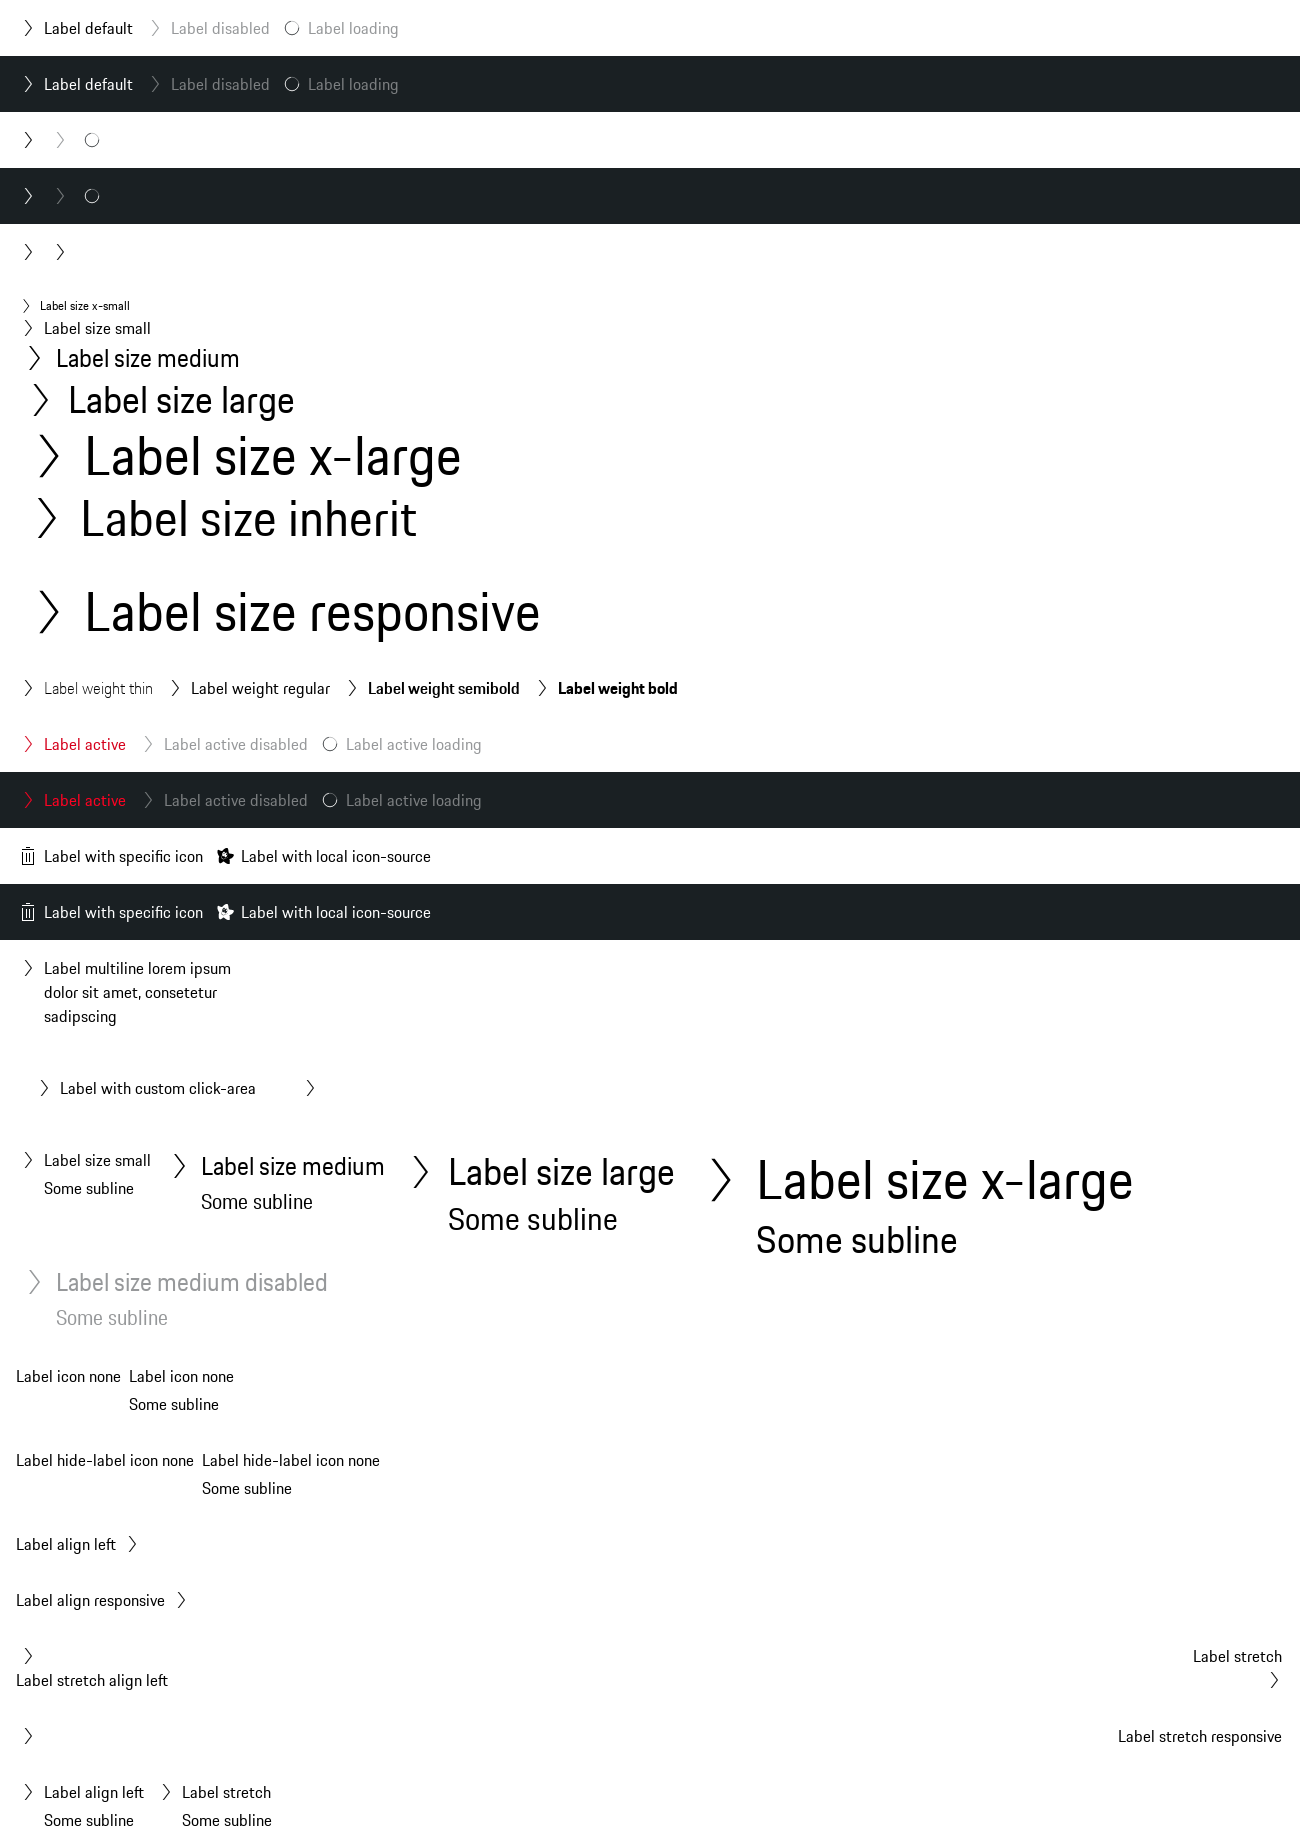 Label default Label disabled Label loading
Label default Label disabled Label loading
Label size x-small
Label size small
Label size medium
Label size large
Label size x-large
Label size inherit
Label size responsive
Label weight thin Label weight regular Label weight semibold Label weight bold
Label active Label active disabled Label active loading
Label active Label active disabled Label active loading
Label with specific icon Label with local icon-source
Label with specific icon Label with local icon-source
Label multiline lorem ipsum
dolor sit amet, consetetur
sadipscing
Label with custom click-area
Label size small Label size medium Label size large Label size x-large
Some subline Some subline Some subline Some subline
Label size medium disabled
Some subline
Label icon none Label icon none
Some subline
Label hide-label icon none Label hide-label icon none
Some subline
Label align left
Label align responsive
Label stretch
Label stretch align left
Label stretch responsive
Label align left Label stretch
Some subline Some subline